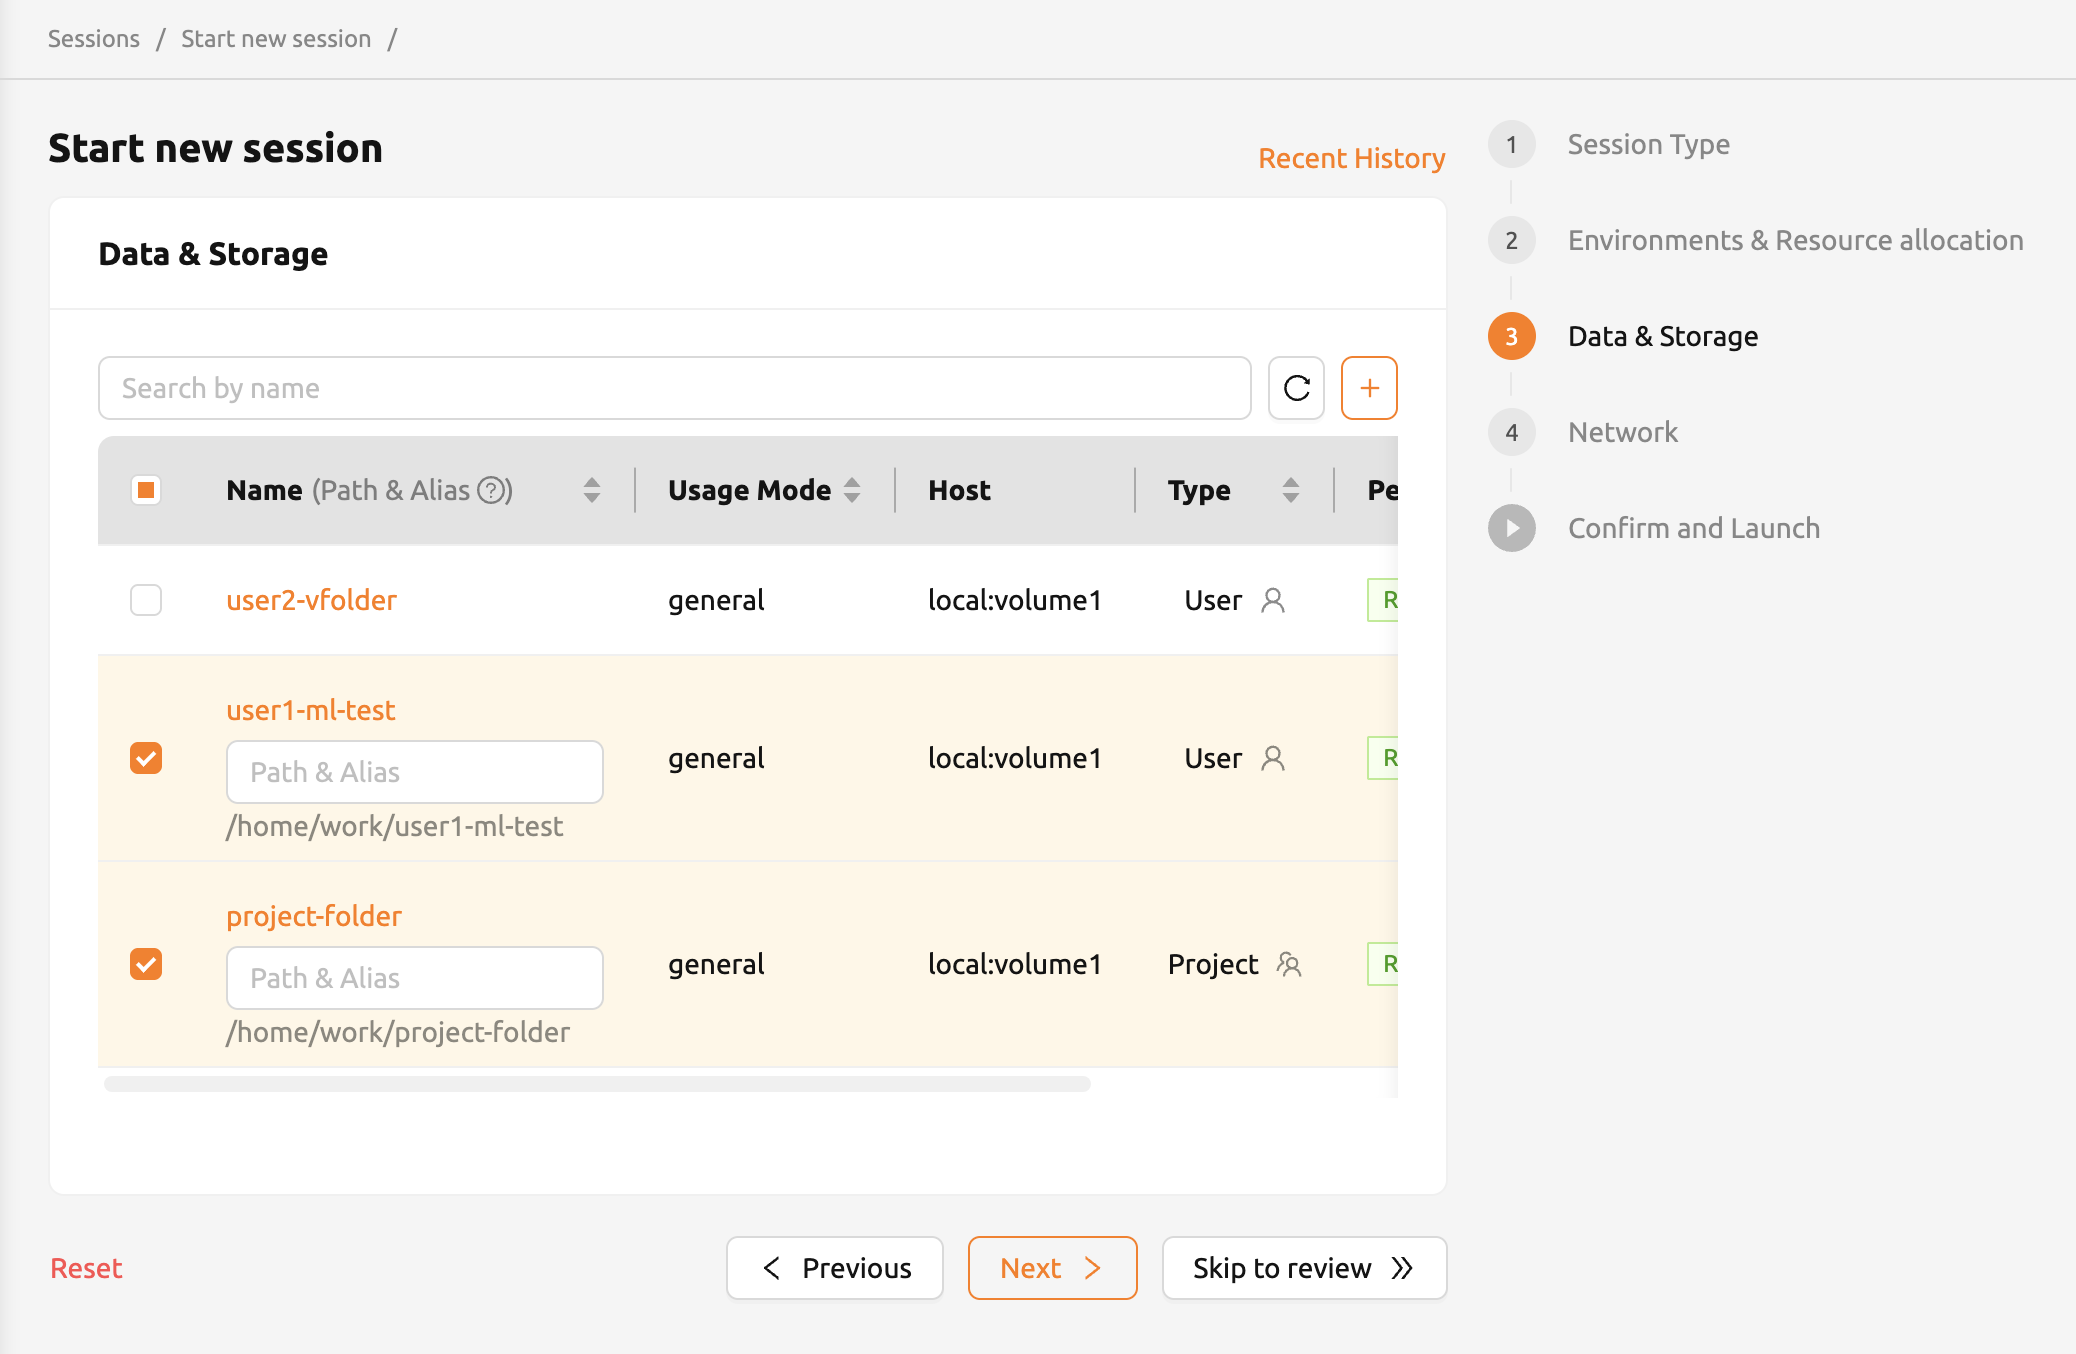 Sessions / Start new session /
Start new session
Recent History
Data & Storage
Search by name
Name (Path & Alias ?)
Usage Mode
Host
Type
Pe
user2-vfolder
general
local:volume1
User
R
user1-ml-test
Path & Alias
/home/work/user1-ml-test
general
local:volume1
User
R
project-folder
Path & Alias
/home/work/project-folder
general
local:volume1
Project
R
Reset
Previous
Next
Skip to review
1 Session Type
2 Environments & Resource allocation
3 Data & Storage
4 Network
Confirm and Launch